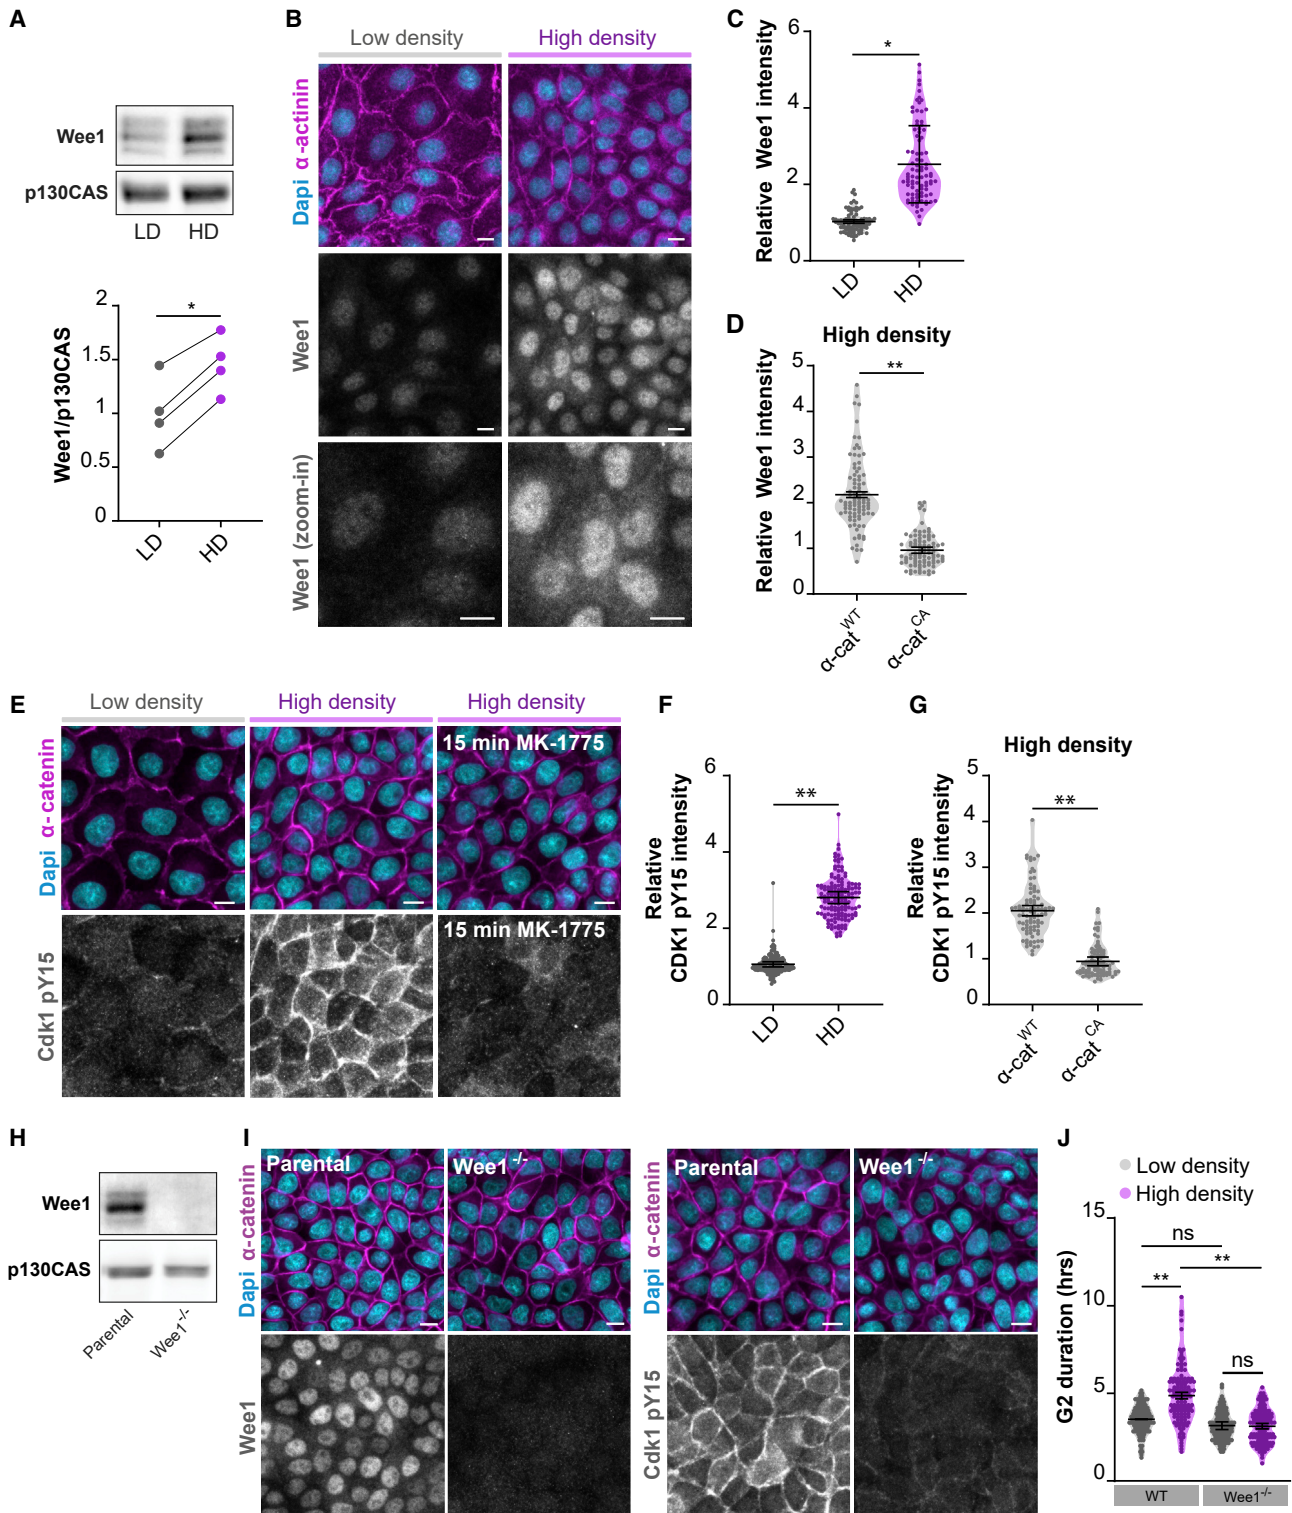 A
Wee1
p130CAS
LD HD
Wee1/p130CAS
2
1.5
1
0.5
0
*
LD HD
B
Low density High density
Dapi α-actinin
Wee1
Wee1 (zoom-in)
C
Relative Wee1 intensity
6
4
2
0
*
LD HD
D
High density
Relative Wee1 intensity
5
4
3
2
1
0
**
α-cat WT α-cat CA
E
Low density High density High density
Dapi α-catenin
15 min MK-1775
Cdk1 pY15
15 min MK-1775
F
Relative
CDK1 pY15 intensity
6
4
2
0
**
LD HD
G
High density
Relative
CDK1 pY15 intensity
5
4
3
2
1
0
**
α-cat WT α-cat CA
H
Wee1
p130CAS
Parental Wee1-/-
I
Dapi α-catenin
Parental Wee1 -/-
Wee1
Dapi α-catenin
Parental Wee1-/-
Cdk1 pY15
J
Low density
High density
G2 duration (hrs)
15
10
5
0
ns
**
**
ns
WT Wee1-/-